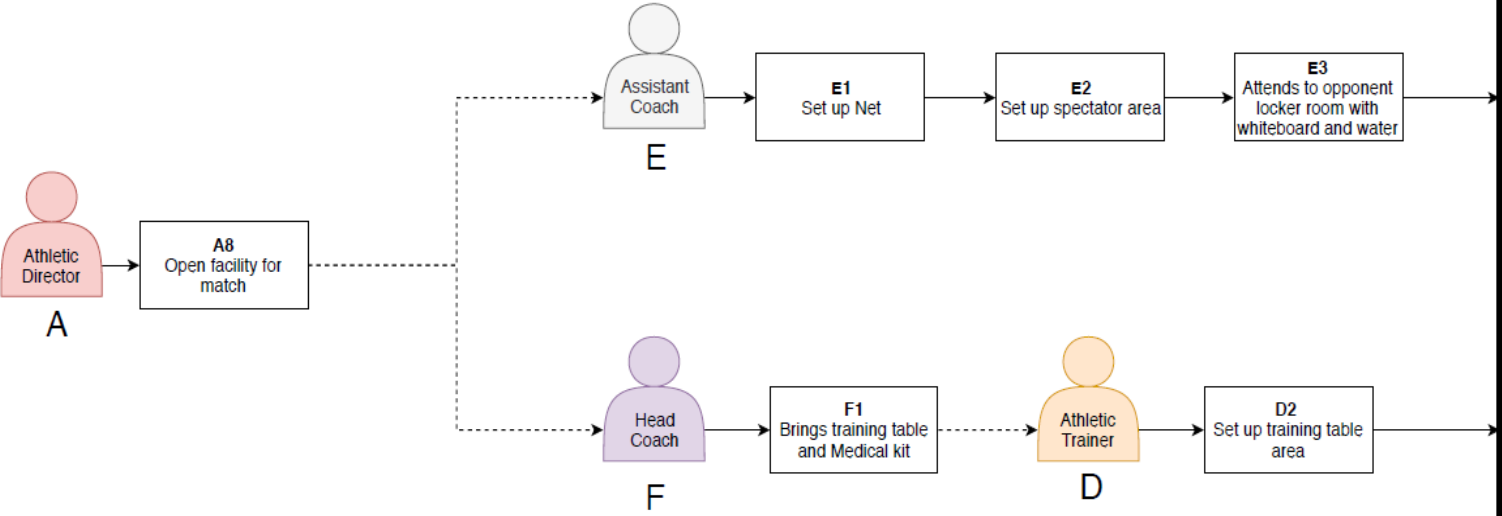 Assistant
Coach
E
E1
Set up Net
E2
Set up spectator area
E3
Attends to opponent
locker room with
whiteboard and water
Athletic
Director
A
A8
Open facility for
match
Head
Coach
F
F1
Brings training table
and Medical kit
Athletic
Trainer
D
D2
Set up training table
area